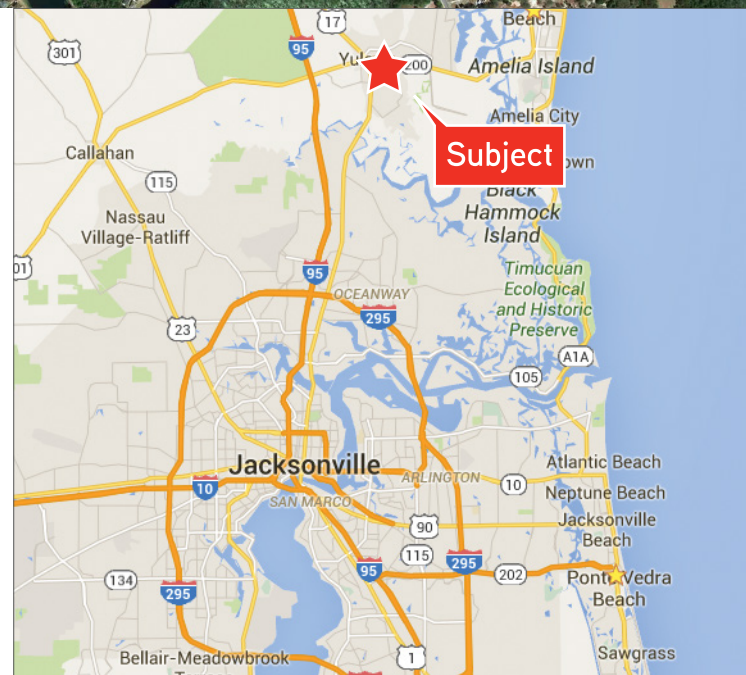 17
Beach
95
301
200
Amelia Island
Amelia City
Subject
Callahan
115
Black
Hammock
Island
Nassau
Village-Ratliff
01
95
Timucuan
Ecological
and Historic
Preserve
OCEANWAY
295
23
A1A
105
Jacksonville
Atlantic Beach
ARLINGTON
10
10
Neptune Beach
SAN MARCO
Jacksonville
Beach
90
115
95
295
202
134
Ponte Vedra
Beach
295
Bellair-Meadowbrook
1
Sawgrass